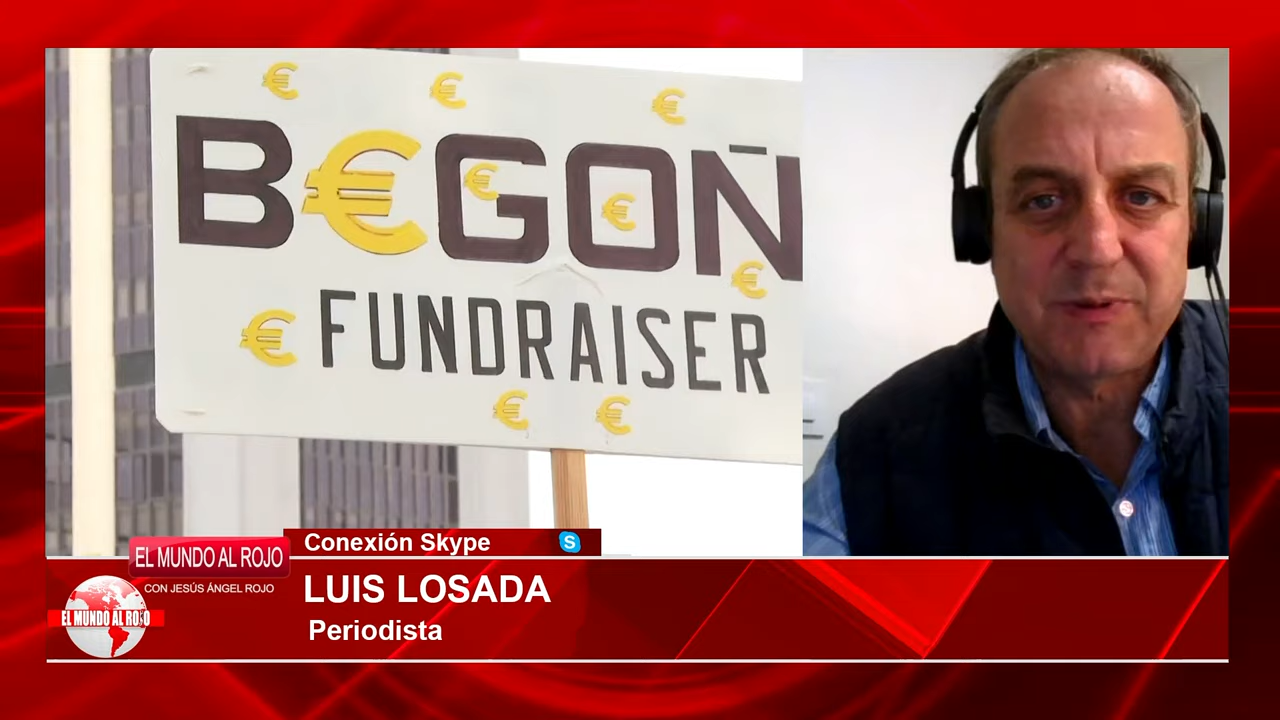 € € €
B€GOÑ
€ € €
FUNDRAISER
€
€ €
Conexión Skype
EL MUNDO AL ROJO
CON JESÚS ÁNGEL ROJO
LUIS LOSADA
EL MUNDO AL ROJO
Periodista